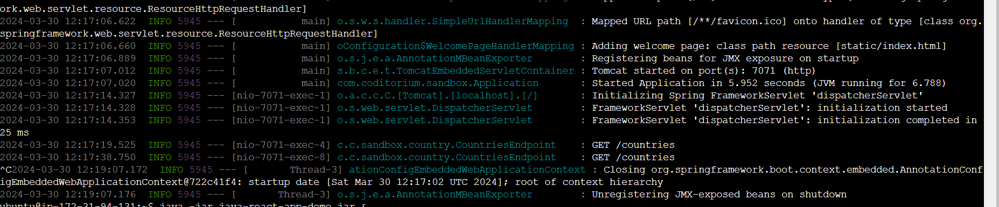 ork.web.servlet.resource.ResourceHttpRequestHandler]
2024-03-30 12:17:06.622  INFO 5945 --- [           main] o.s.w.s.handler.SimpleUrlHandlerMapping  : Mapped URL path [/**/favicon.ico] onto handler of type [class org.
springframework.web.servlet.resource.ResourceHttpRequestHandler]
2024-03-30 12:17:06.660  INFO 5945 --- [           main] oConfiguration$WelcomePageHandlerMapping : Adding welcome page: class path resource [static/index.html]
2024-03-30 12:17:06.889  INFO 5945 --- [           main] o.s.j.e.a.AnnotationMBeanExporter        : Registering beans for JMX exposure on startup
2024-03-30 12:17:07.012  INFO 5945 --- [           main] s.b.c.e.t.TomcatEmbeddedServletContainer : Tomcat started on port(s): 7071 (http)
2024-03-30 12:17:07.020  INFO 5945 --- [           main] com.coditorium.sandbox.Application       : Started Application in 5.952 seconds (JVM running for 6.788)
2024-03-30 12:17:14.327  INFO 5945 --- [nio-7071-exec-1] o.a.c.c.C.[Tomcat].[localhost].[/]       : Initializing Spring FrameworkServlet 'dispatcherServlet'
2024-03-30 12:17:14.328  INFO 5945 --- [nio-7071-exec-1] o.s.web.servlet.DispatcherServlet        : FrameworkServlet 'dispatcherServlet': initialization started
2024-03-30 12:17:14.353  INFO 5945 --- [nio-7071-exec-1] o.s.web.servlet.DispatcherServlet        : FrameworkServlet 'dispatcherServlet': initialization completed in
25 ms
2024-03-30 12:17:19.525  INFO 5945 --- [nio-7071-exec-4] c.c.sandbox.country.CountriesEndpoint    : GET /countries
2024-03-30 12:17:38.750  INFO 5945 --- [nio-7071-exec-8] c.c.sandbox.country.CountriesEndpoint    : GET /countries
^C2024-03-30 12:19:07.172  INFO 5945 --- [       Thread-3] ationConfigEmbeddedWebApplicationContext : Closing org.springframework.boot.context.embedded.AnnotationConf
igEmbeddedWebApplicationContext@722c41f4: startup date [Sat Mar 30 12:17:02 UTC 2024]; root of context hierarchy
2024-03-30 12:19:07.176  INFO 5945 --- [       Thread-3] o.s.j.e.a.AnnotationMBeanExporter        : Unregistering JMX-exposed beans on shutdown
ubuntu@ip-172-31-94-131:~$ java -jar java-react-app-demo.jar &